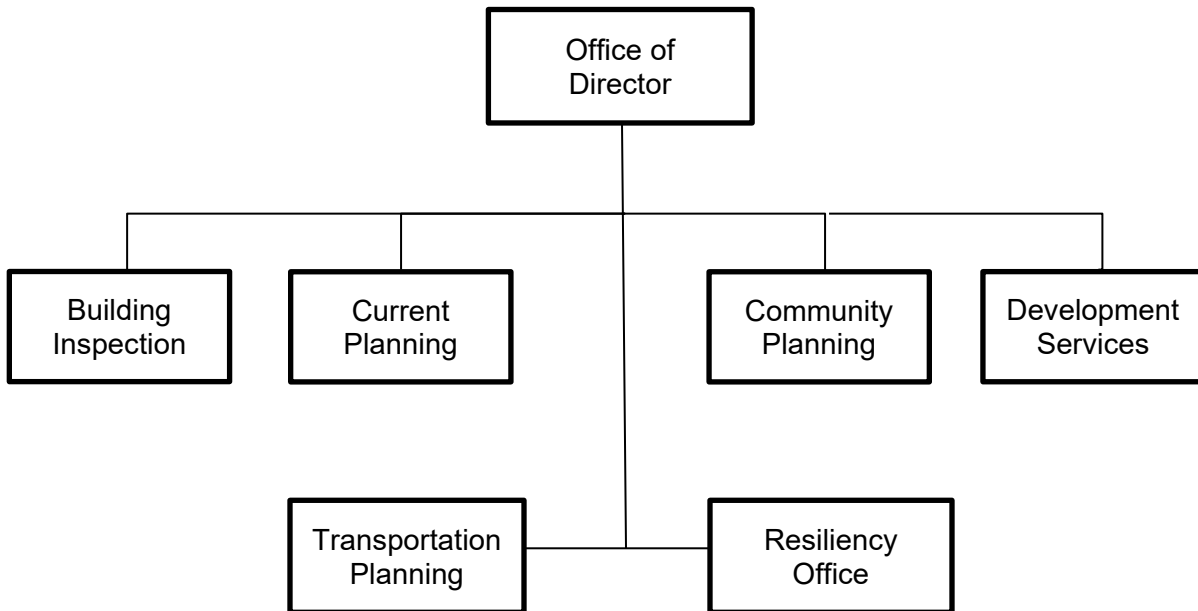 Office of
Director
Building
Inspection
Current
Planning
Community
Planning
Development
Services
Transportation
Planning
Resiliency
Office